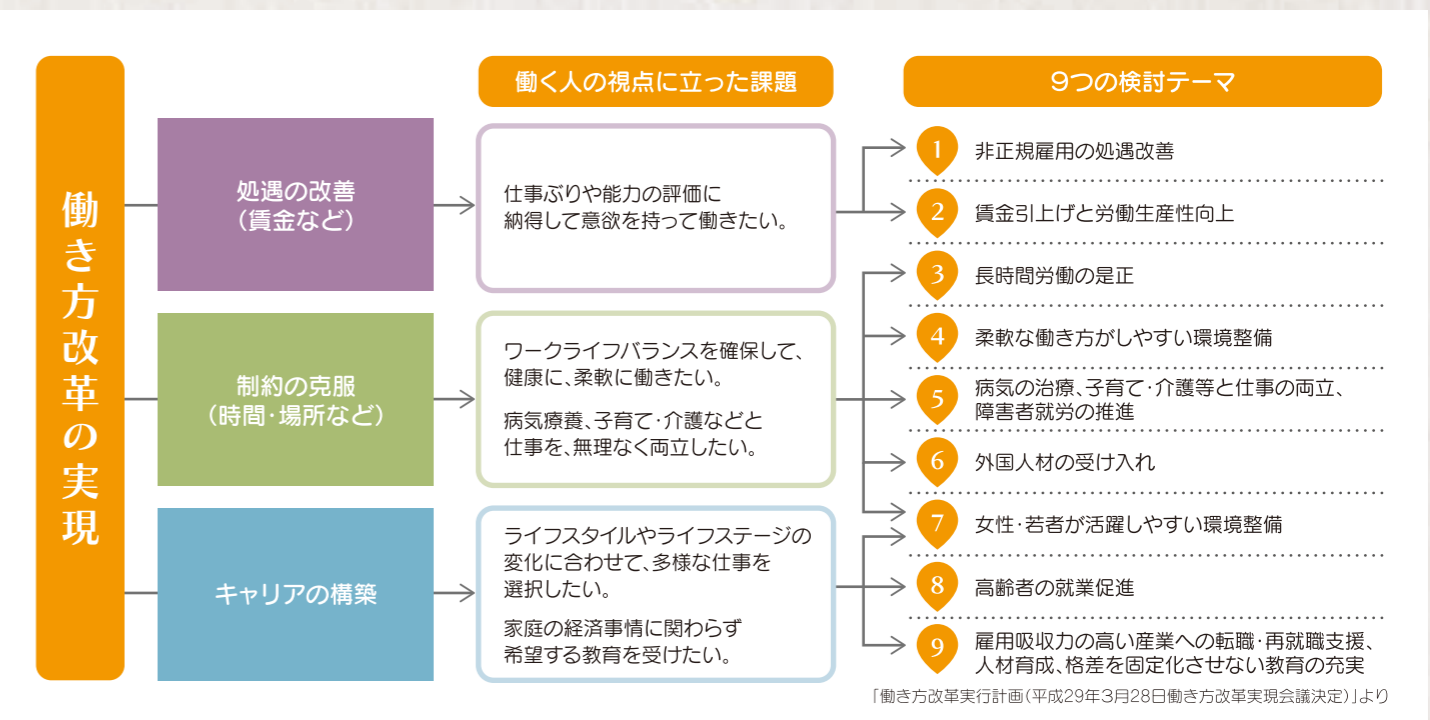 働き方改革の実現
働く人の視点に立った課題
9つの検討テーマ
処遇の改善
(賃金など)
仕事ぶりや能力の評価に
納得して意欲を持って働きたい。
制約の克服
(時間・場所など)
ワークライフバランスを確保して、
健康に、柔軟に働きたい。
病気療養、子育て・介護などと
仕事を、無理なく両立したい。
キャリアの構築
ライフスタイルやライフステージの
変化に合わせて、多様な仕事を
選択したい。
家庭の経済事情に関わらず
希望する教育を受けたい。
1 非正規雇用の処遇改善
2 賃金引上げと労働生産性向上
3 長時間労働の是正
4 柔軟な働き方がしやすい環境整備
5 病気の治療、子育て・介護等と仕事の両立、
障害者就労の推進
6 外国人材の受け入れ
7 女性・若者が活躍しやすい環境整備
8 高齢者の就業促進
9 雇用吸収力の高い産業への転職・再就職支援、
人材育成、格差を固定化させない教育の充実
「働き方改革実行計画(平成29年3月28日働き方改革実現会議決定)」より